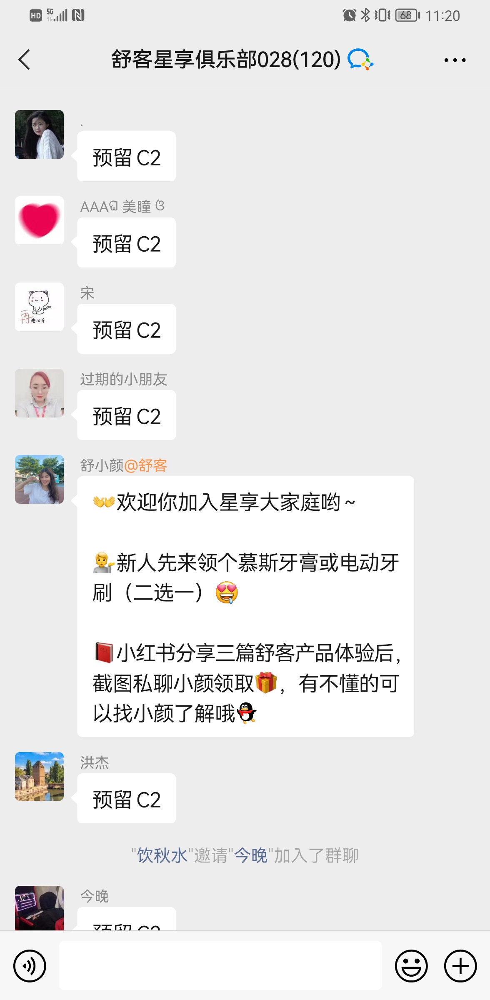 HD 5G 68 11:20
舒客星享俱乐部028(120)
.
预留 C2
AAA 美瞳
预留 C2
宋
再
瘦10斤
预留 C2
过期的小朋友
预留 C2
舒小颜@舒客
👐欢迎你加入星享大家庭哟~
💁新人先来领个慕斯牙膏或电动牙
刷（二选一）🤤
📕小红书分享三篇舒客产品体验后，
截图私聊小颜领取🎁，有不懂的可
以找小颜了解哦🐧
洪杰
预留 C2
"饮秋水"邀请"今晚"加入了群聊
今晚
预留 C2